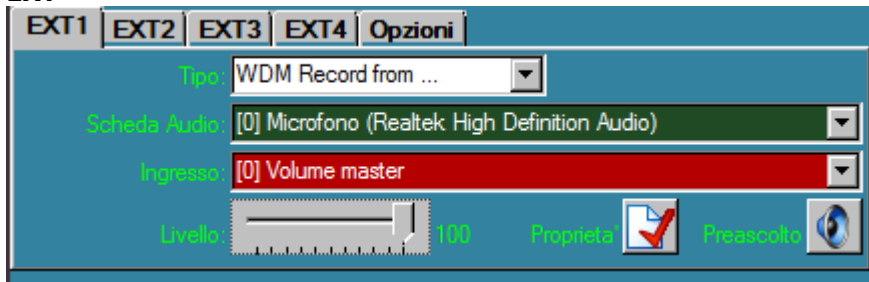 EXT1 EXT2 EXT3 EXT4 Opzioni
Tipo: WDM Record from ...
Scheda Audio: [0] Microfono (Realtek High Definition Audio)
Ingresso: [0] Volume master
Livello: 100 Proprieta' Preascolto